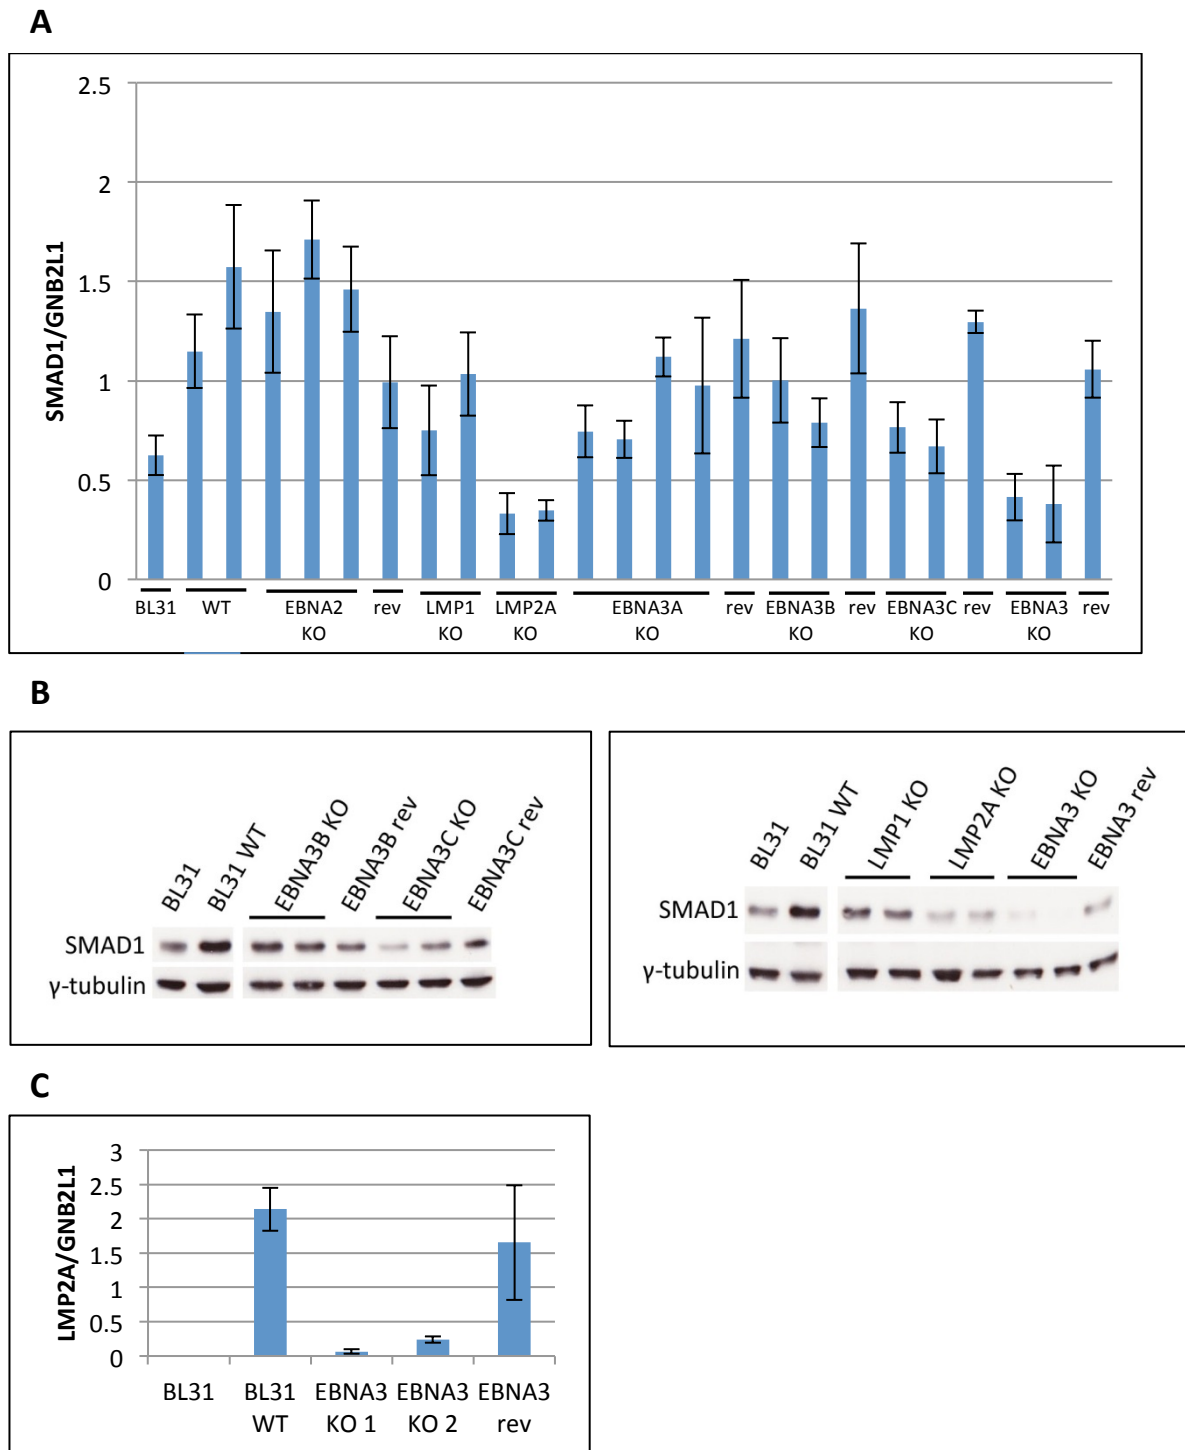 A
SMAD1/GNB2L1
2.5
2
1.5
1
0.5
0
BL31 WT EBNA2 rev LMP1 LMP2A EBNA3A rev EBNA3B rev EBNA3C rev EBNA3 rev
KO KO KO KO KO KO KO
B
BL31
BL31 WT
EBNA3B KO
EBNA3B rev
EBNA3C KO
EBNA3C rev
SMAD1
γ-tubulin
BL31
BL31 WT
LMP1 KO
LMP2A KO
EBNA3 KO
EBNA3 rev
SMAD1
γ-tubulin
C
LMP2A/GNB2L1
3
2.5
2
1.5
1
0.5
0
BL31 BL31 EBNA3 EBNA3 EBNA3
WT KO 1 KO 2 rev